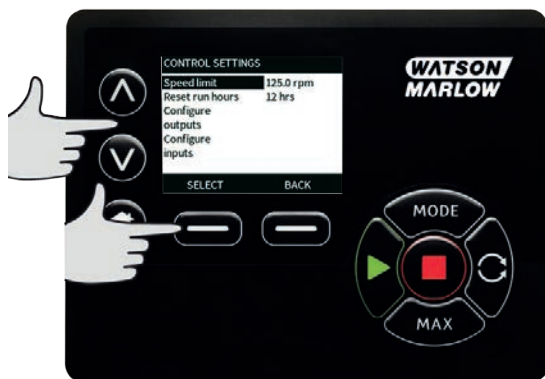 CONTROL SETTINGS
Speed limit 125.0 rpm
Reset run hours 12 hrs
Configure
outputs
Configure
inputs
SELECT BACK
WATSON
MARLOW
MODE
MAX